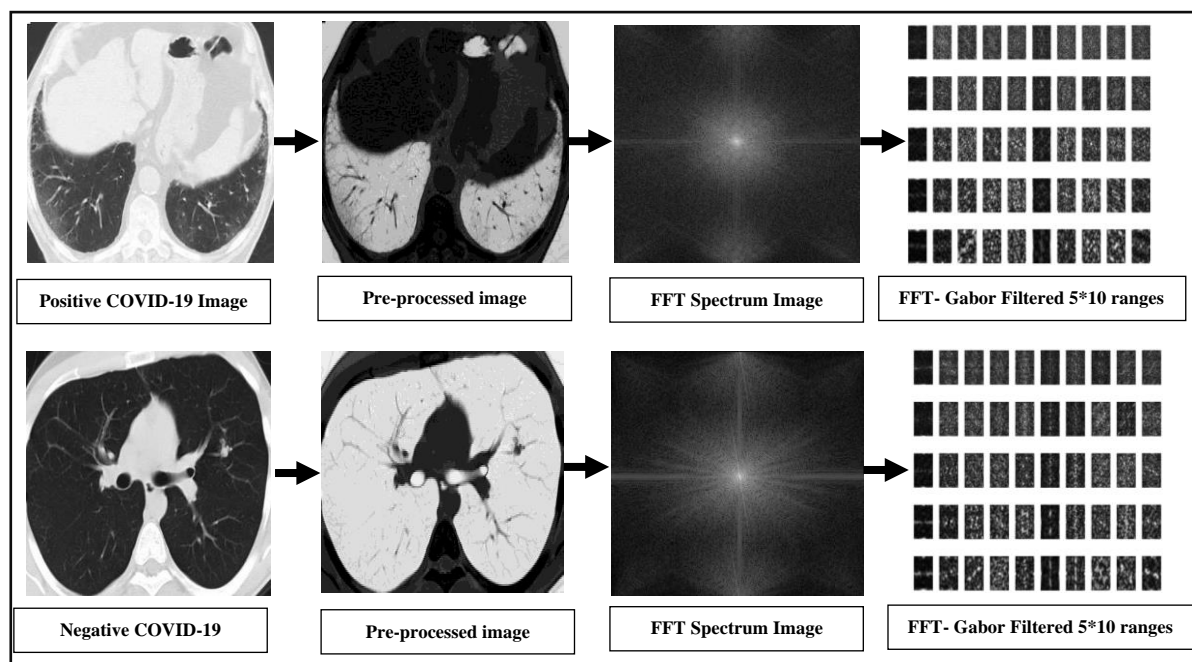 Positive COVID-19 Image
Pre-processed image
FFT Spectrum Image
FFT- Gabor Filtered 5*10 ranges
Negative COVID-19
Pre-processed image
FFT Spectrum Image
FFT- Gabor Filtered 5*10 ranges